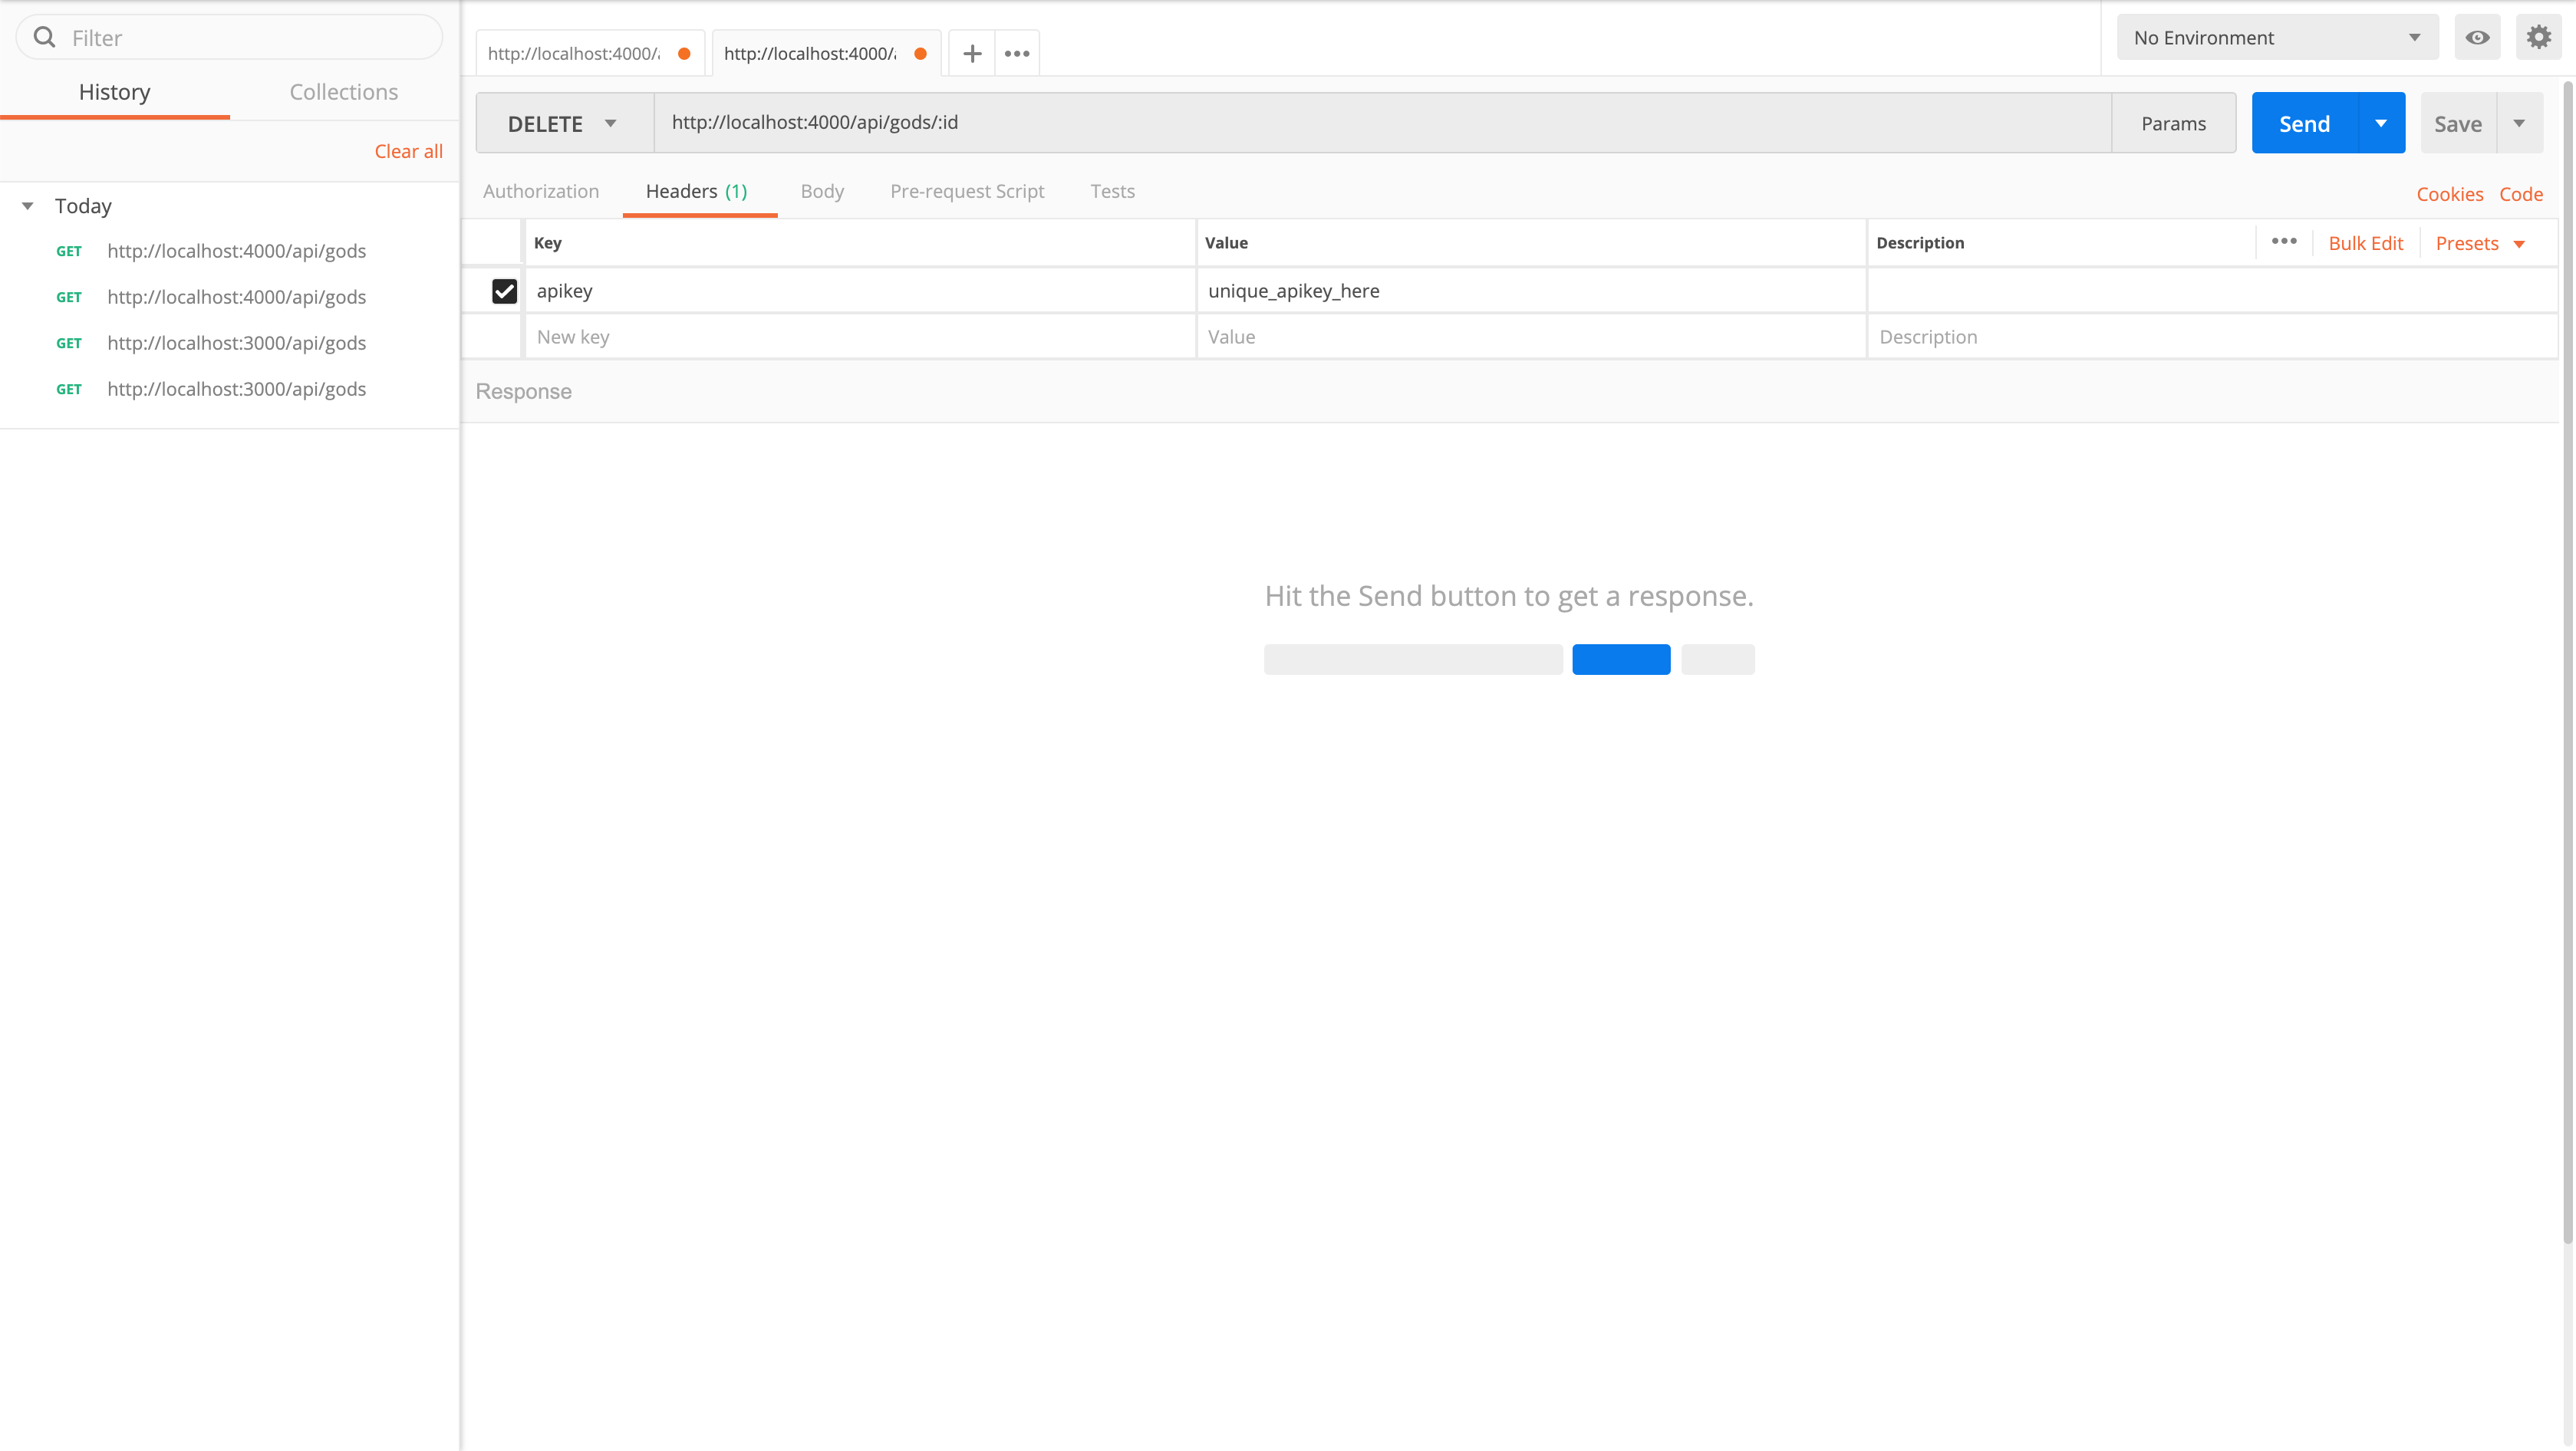 Filter
History Collections
Clear all
Today
GET http://localhost:4000/api/gods
GET http://localhost:4000/api/gods
GET http://localhost:3000/api/gods
GET http://localhost:3000/api/gods
http://localhost:4000/a http://localhost:4000/a No Environment
DELETE http://localhost:4000/api/gods/:id Params Send Save
Authorization Headers (1) Body Pre-request Script Tests Cookies Code
Key Value Description Bulk Edit Presets
apikey unique_apikey_here
New key Value Description
Response
Hit the Send button to get a response.